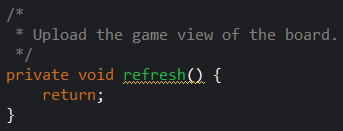 /*
 * Upload the game view of the board.
 */
private void refresh() {
    return;
}